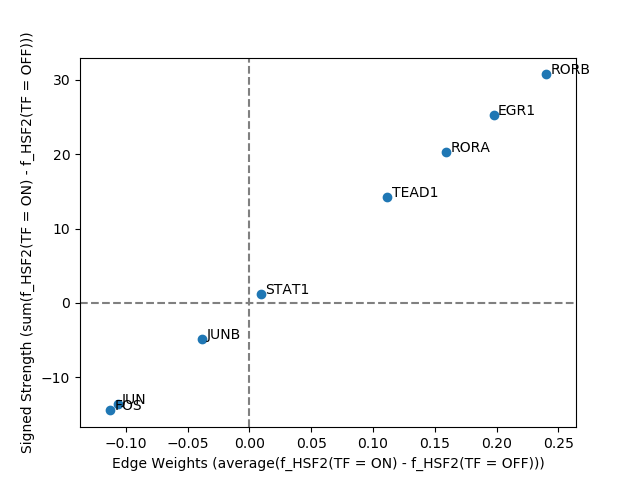 Signed Strength (sum(f_HSF2(TF = ON) - f_HSF2(TF = OFF)))
30
20
10
0
−10
RORB
EGR1
RORA
TEAD1
STAT1
JUNB
JUN
FOS
−0.10
−0.05
0.00
0.05
0.10
0.15
0.20
0.25
Edge Weights (average(f_HSF2(TF = ON) - f_HSF2(TF = OFF)))